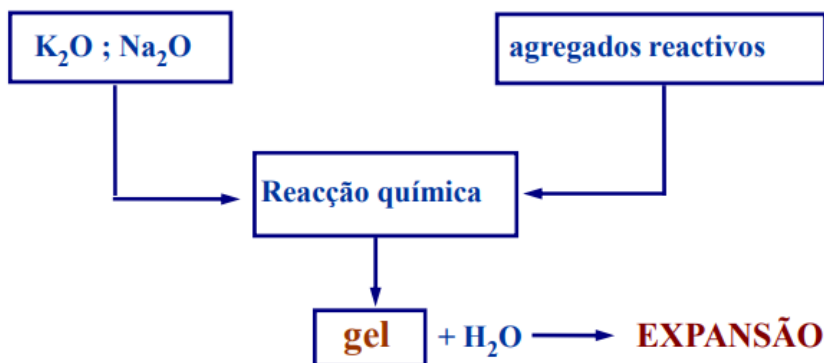 K₂O ; Na₂O
agregados reactivos
Reacção química
gel + H₂O EXPANSÃO